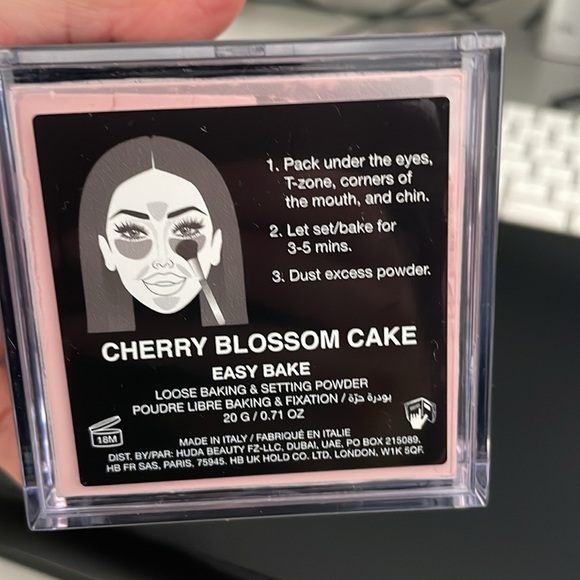 1. Pack under the eyes,
T-zone, corners of
the mouth, and chin.
2. Let set/bake for
3-5 mins.
3. Dust excess powder.
CHERRY BLOSSOM CAKE
EASY BAKE
LOOSE BAKING & SETTING POWDER
POUDRE LIBRE BAKING & FIXATION / بودرة حرّة
20 G / 0.71 OZ
18M
MADE IN ITALY / FABRIQUÉ EN ITALIE
DIST. BY/PAR: HUDA BEAUTY FZ-LLC, DUBAI, UAE, PO BOX 215089.
HB FR SAS, PARIS, 75945. HB UK HOLD CO. LTD, LONDON, W1K 5QF.